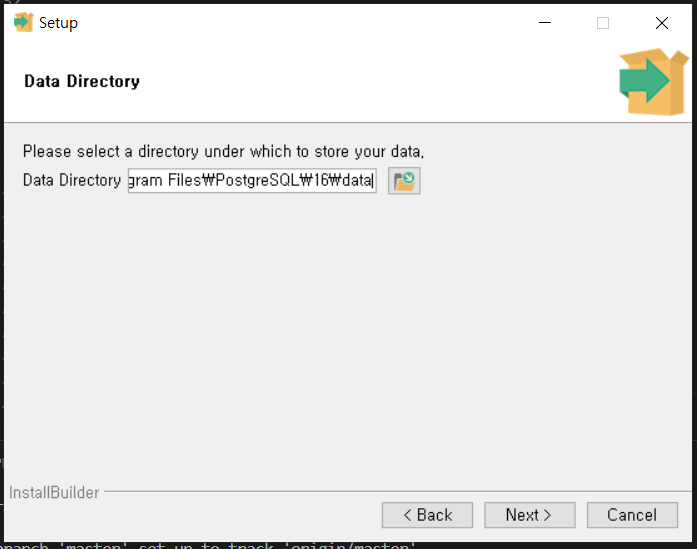 Setup
Data Directory
Please select a directory under which to store your data.
Data Directory gram Files₩PostgreSQL₩16₩data
InstallBuilder
< Back Next > Cancel
branch 'master' set up to track 'origin/master'